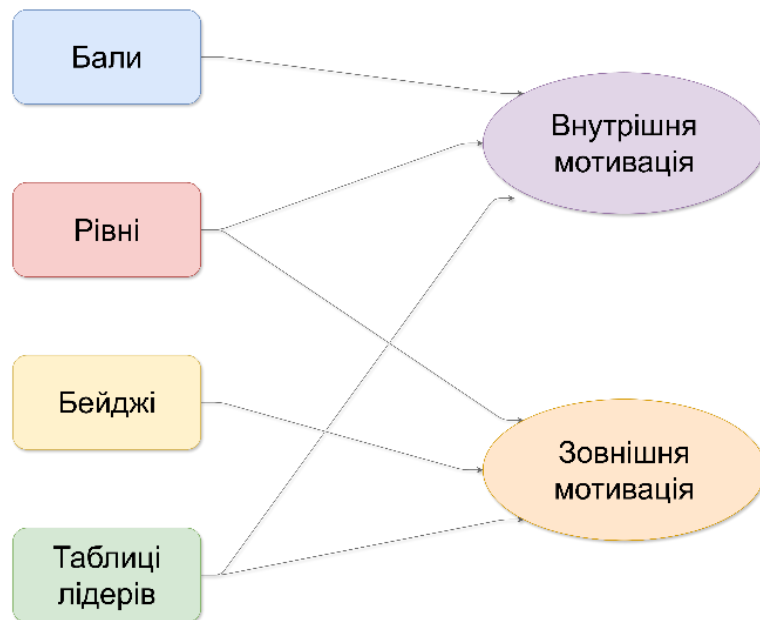 Бали
Внутрішня
мотивація
Рівні
Бейджі
Зовнішня
мотивація
Таблиці
лідерів